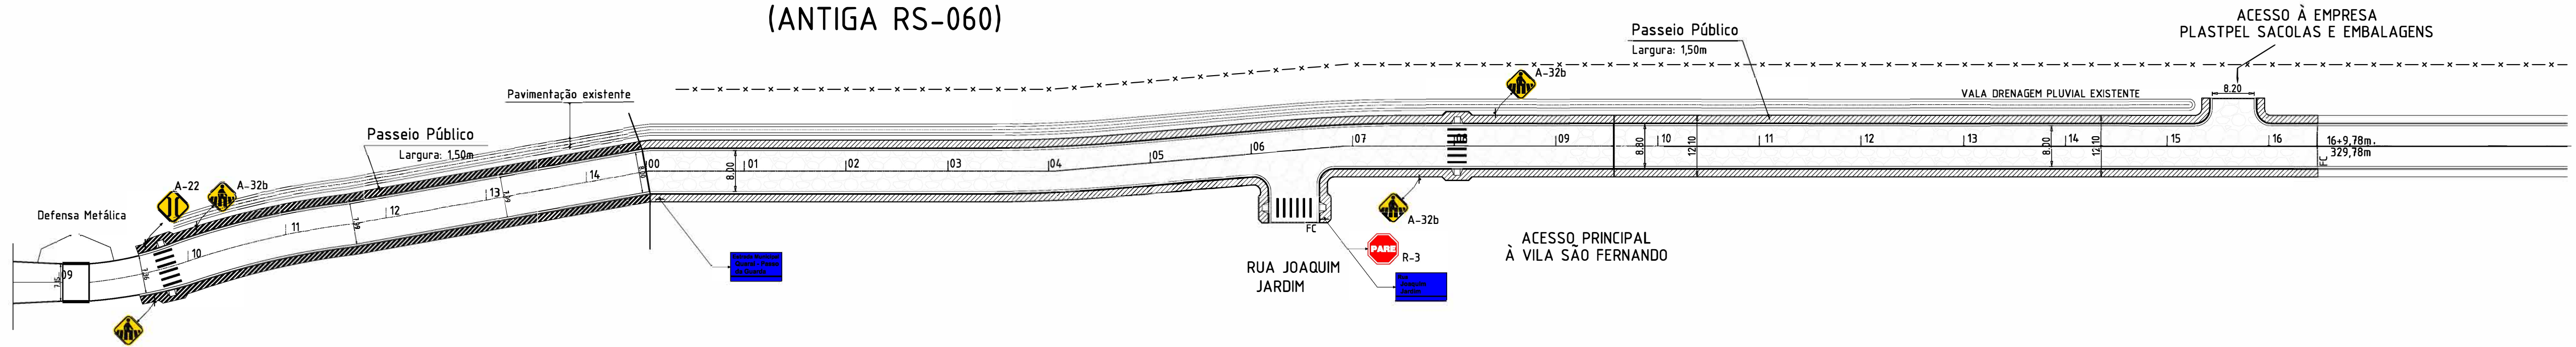 (ANTIGA RS-060)
ACESSO À EMPRESA
PLASTPEL SACOLAS E EMBALAGENS
Passeio Público
Largura: 1,50m
A-32b
8.20
VALA DRENAGEM PLUVIAL EXISTENTE
Pavimentação existente
Passeio Público
Largura: 1,50m
A-22
A-32b
Defensa Metálica
09
10
11
12
13
14
00
01
02
03
04
05
06
07
08
09
10
11
12
13
14
15
16
16+9,78m.
329,78m
FC
8.00
8.80
12.10
8.00
12.10
FC
A-32b
PARE
R-3
RUA JOAQUIM
JARDIM
ACESSO PRINCIPAL
À VILA SÃO FERNANDO